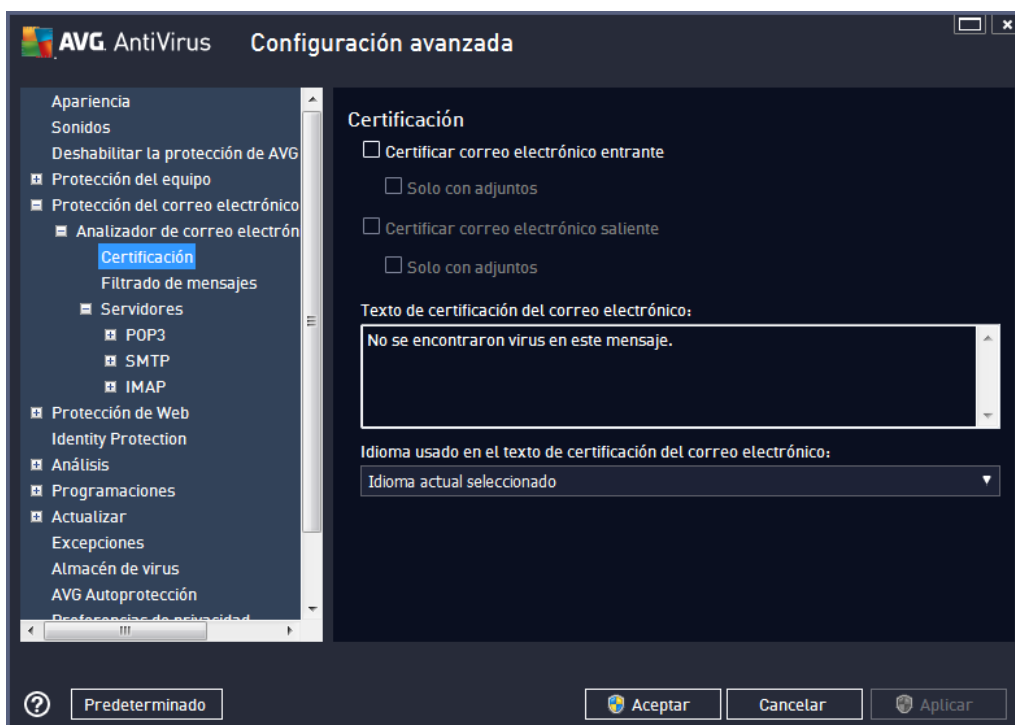 AVG AntiVirus Configuración avanzada
Apariencia
Sonidos
Deshabilitar la protección de AVG
Protección del equipo
Protección del correo electrónico
Analizador de correo electrón
Certificación
Filtrado de mensajes
Servidores
POP3
SMTP
IMAP
Protección de Web
Identity Protection
Análisis
Programaciones
Actualizar
Excepciones
Almacén de virus
AVG Autoprotección
Preferencias de privacidad
Certificación
Certificar correo electrónico entrante
Solo con adjuntos
Certificar correo electrónico saliente
Solo con adjuntos
Texto de certificación del correo electrónico:
No se encontraron virus en este mensaje.
Idioma usado en el texto de certificación del correo electrónico:
Idioma actual seleccionado
Predeterminado
Aceptar
Cancelar
Aplicar